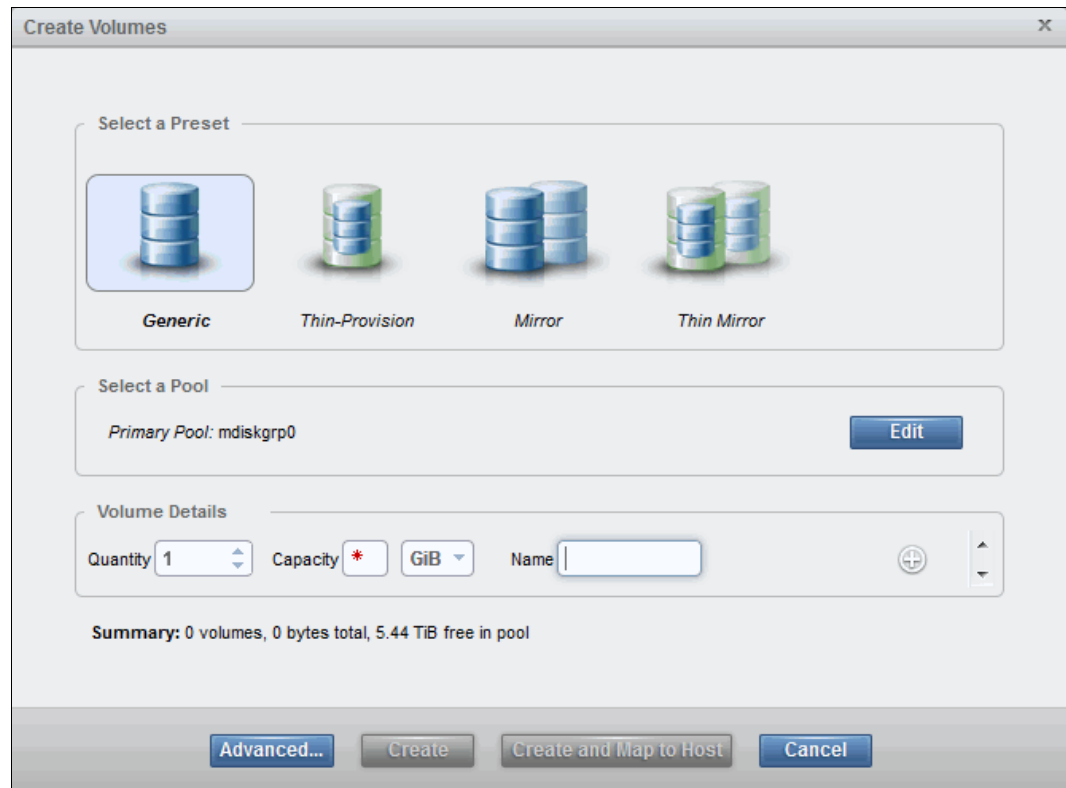 Create Volumes x
Select a Preset
Generic Thin-Provision Mirror Thin Mirror
Select a Pool
Primary Pool: mdiskgrp0 Edit
Volume Details
Quantity 1 Capacity * GiB Name
Summary: 0 volumes, 0 bytes total, 5.44 TiB free in pool
Advanced... Create Create and Map to Host Cancel